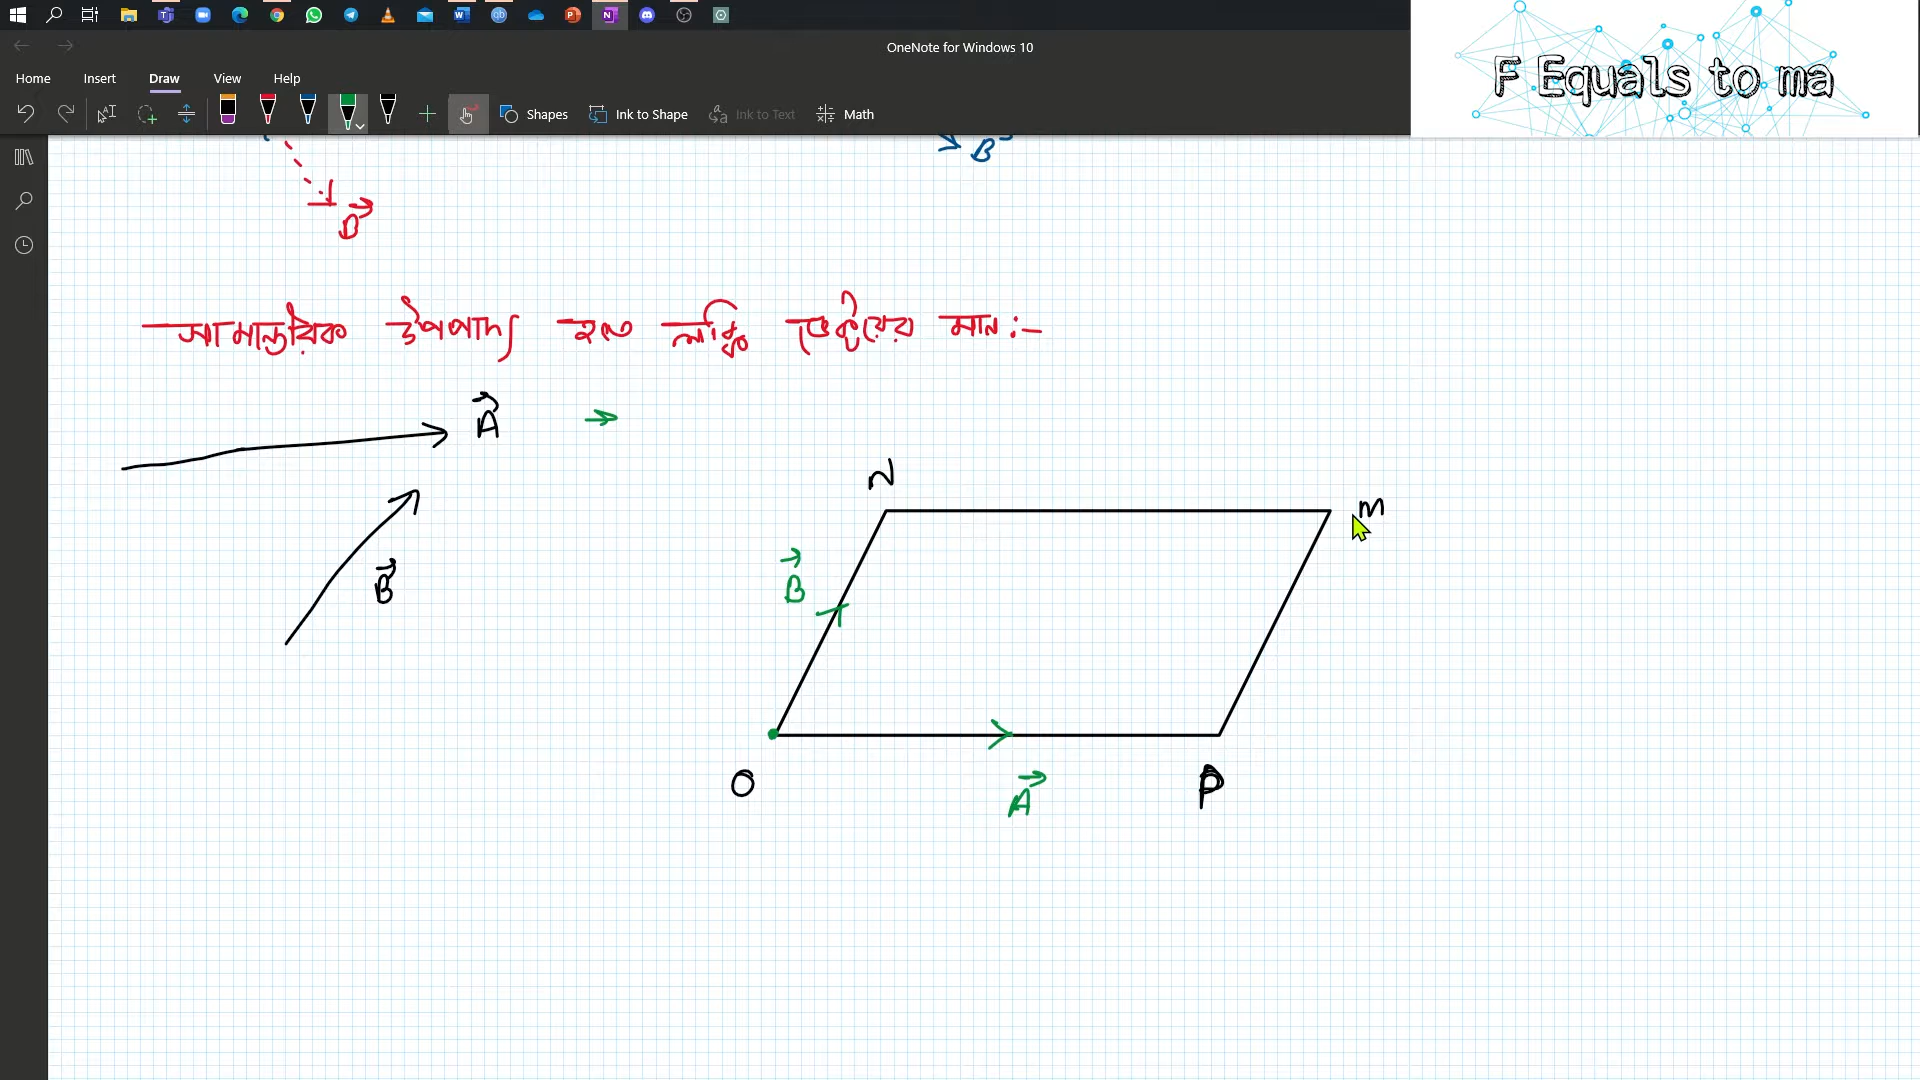 OneNote for Windows 10
F Equals to ma
Home Insert Draw View Help
Shapes Ink to Shape Ink to Text Math
B
D
সামান্তরিক উপপাদ্য হতে লব্ধি ভেক্টরের মান :-
A
B
N
M
B
O
P
A